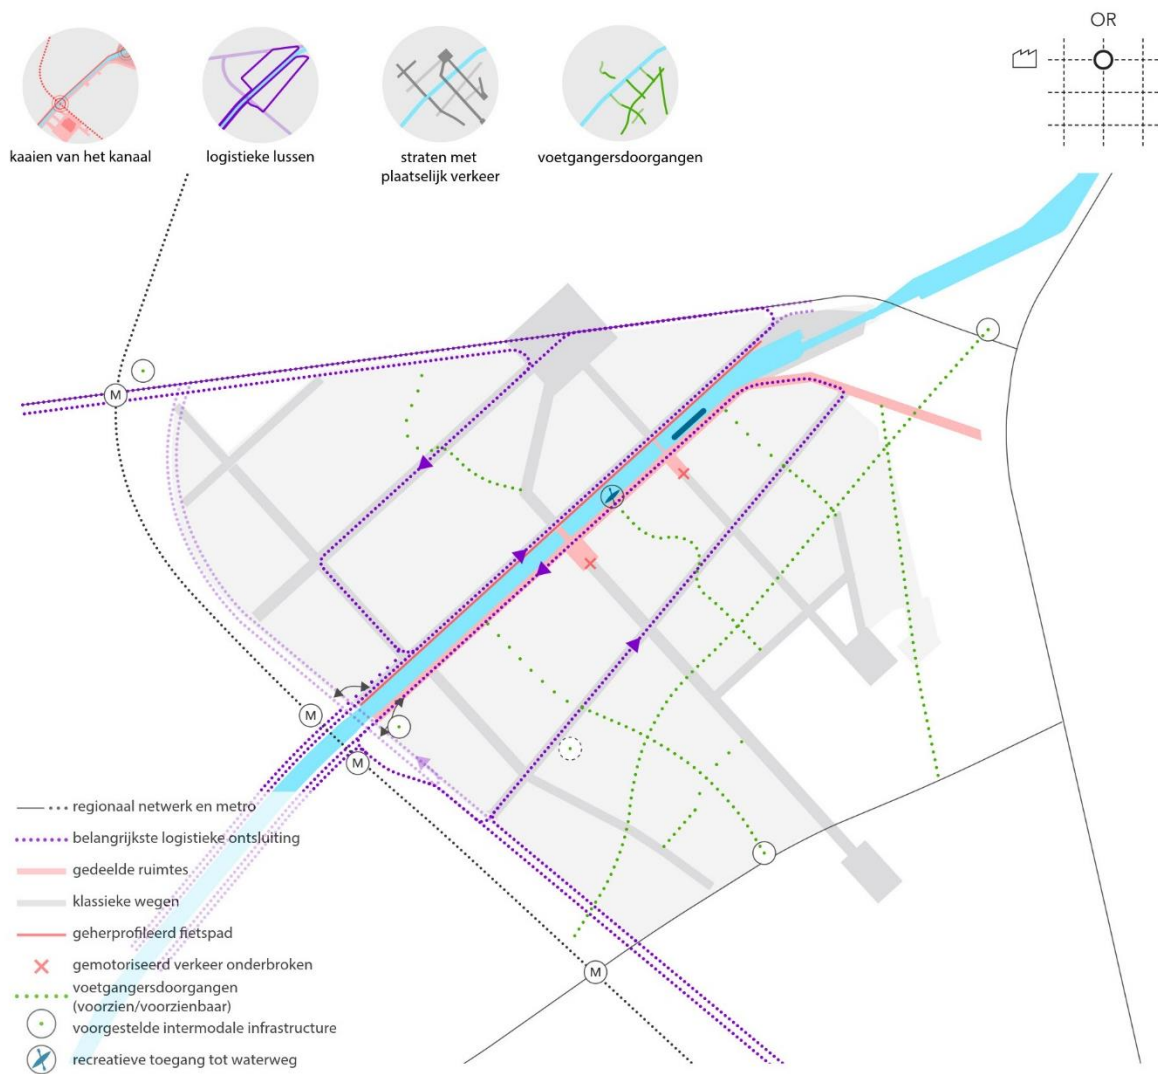 OR
kaaien van het kanaal
logistieke lussen
straten met
plaatselijk verkeer
voetgangersdoorgangen
M
M
M
M
regionaal netwerk en metro
belangrijkste logistieke ontsluiting
gedeelde ruimtes
klassieke wegen
geherprofileerd fietspad
gemotoriseerd verkeer onderbroken
voetgangersdoorgangen
(voorzien/voorzienbaar)
voorgestelde intermodale infrastructure
recreatieve toegang tot waterweg